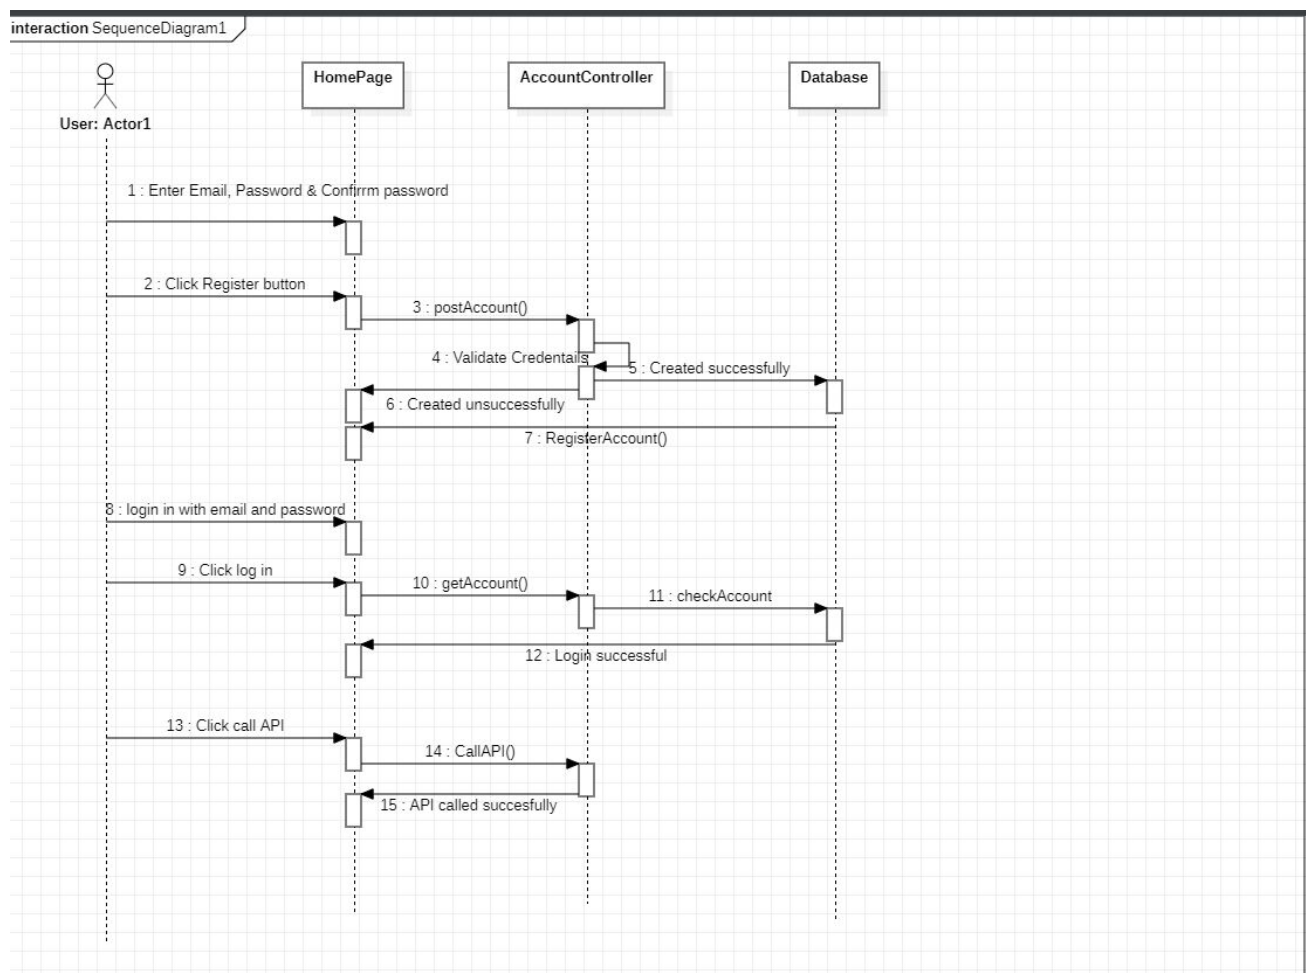 interaction SequenceDiagram1
HomePage
AccountController
Database
User: Actor1
1 : Enter Email, Password & Confirrm password
2 : Click Register button
3 : postAccount()
4 : Validate Credentails
5 : Created successfully
6 : Created unsuccessfully
7 : RegisterAccount()
8 : login in with email and password
9 : Click log in
10 : getAccount()
11 : checkAccount
12 : Login successful
13 : Click call API
14 : CallAPI()
15 : API called succesfully